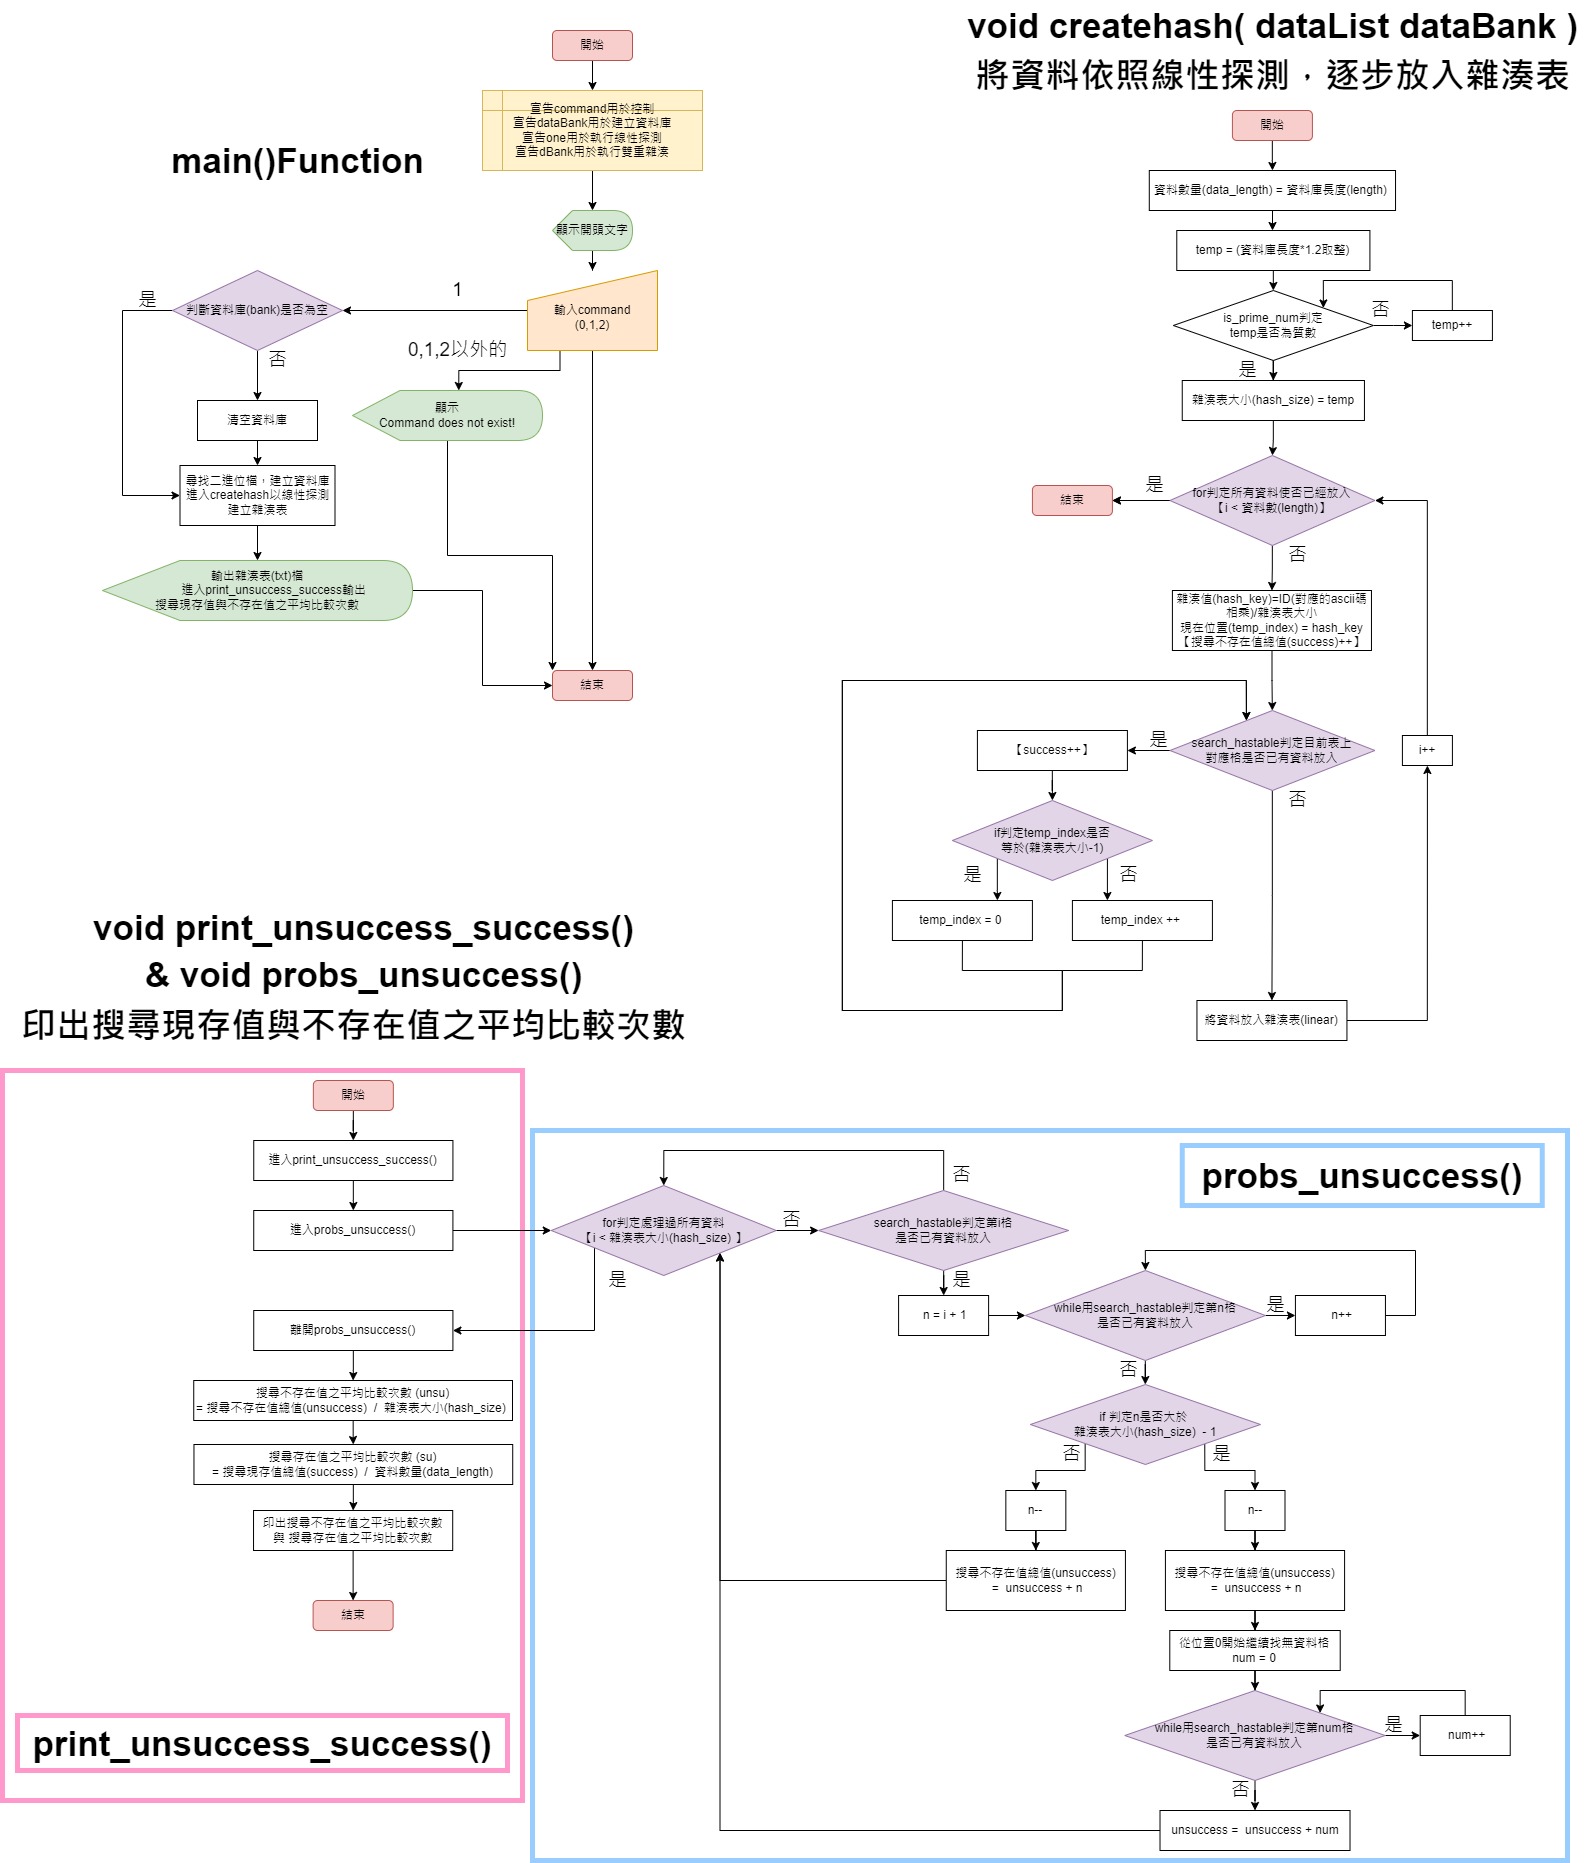 main()Function
開始
宣告command用於控制
宣告dataBank用於建立資料庫
宣告one用於執行線性探測
宣告dBank用於執行雙重雜湊
顯示開頭文字
輸入command
(0,1,2)
1
0,1,2以外的
判斷資料庫(bank)是否為空
是
否
清空資料庫
尋找二進位檔，建立資料庫
進入createhash以線性探測
建立雜湊表
輸出雜湊表(txt)檔
進入print_unsuccess_success輸出
搜尋現存值與不存在值之平均比較次數
顯示
Command does not exist!
結束
void createhash( dataList dataBank )
將資料依照線性探測，逐步放入雜湊表
開始
資料數量(data_length) = 資料庫長度(length)
temp = (資料庫長度*1.2取整)
is_prime_num判定
temp是否為質數
否
temp++
是
雜湊表大小(hash_size) = temp
for判定所有資料使否已經放入
【i < 資料數(length)】
是
結束
否
雜湊值(hash_key)=ID(對應的ascii碼
相乘)/雜湊表大小
現在位置(temp_index) = hash_key
【搜尋不存在值總值(success)++】
search_hastable判定目前表上
對應格是否已有資料放入
是
【success++】
if判定temp_index是否
等於(雜湊表大小-1)
是
否
temp_index = 0
temp_index ++
否
將資料放入雜湊表(linear)
i++
void print_unsuccess_success()
& void probs_unsuccess()
印出搜尋現存值與不存在值之平均比較次數
開始
進入print_unsuccess_success()
進入probs_unsuccess()
離開probs_unsuccess()
搜尋不存在值之平均比較次數 (unsu)
= 搜尋不存在值總值(unsuccess) / 雜湊表大小(hash_size)
搜尋存在值之平均比較次數 (su)
= 搜尋現存值總值(success) / 資料數量(data_length)
印出搜尋不存在值之平均比較次數
與 搜尋存在值之平均比較次數
結束
print_unsuccess_success()
probs_unsuccess()
for判定處理過所有資料
【i < 雜湊表大小(hash_size) 】
否
是
search_hastable判定第i格
是否已有資料放入
否
是
n = i + 1
while用search_hastable判定第n格
是否已有資料放入
是
n++
否
if 判定n是否大於
雜湊表大小(hash_size) - 1
否
是
n--
n--
搜尋不存在值總值(unsuccess)
= unsuccess + n
搜尋不存在值總值(unsuccess)
= unsuccess + n
從位置0開始繼續找無資料格
num = 0
while用search_hastable判定第num格
是否已有資料放入
是
num++
否
unsuccess = unsuccess + num